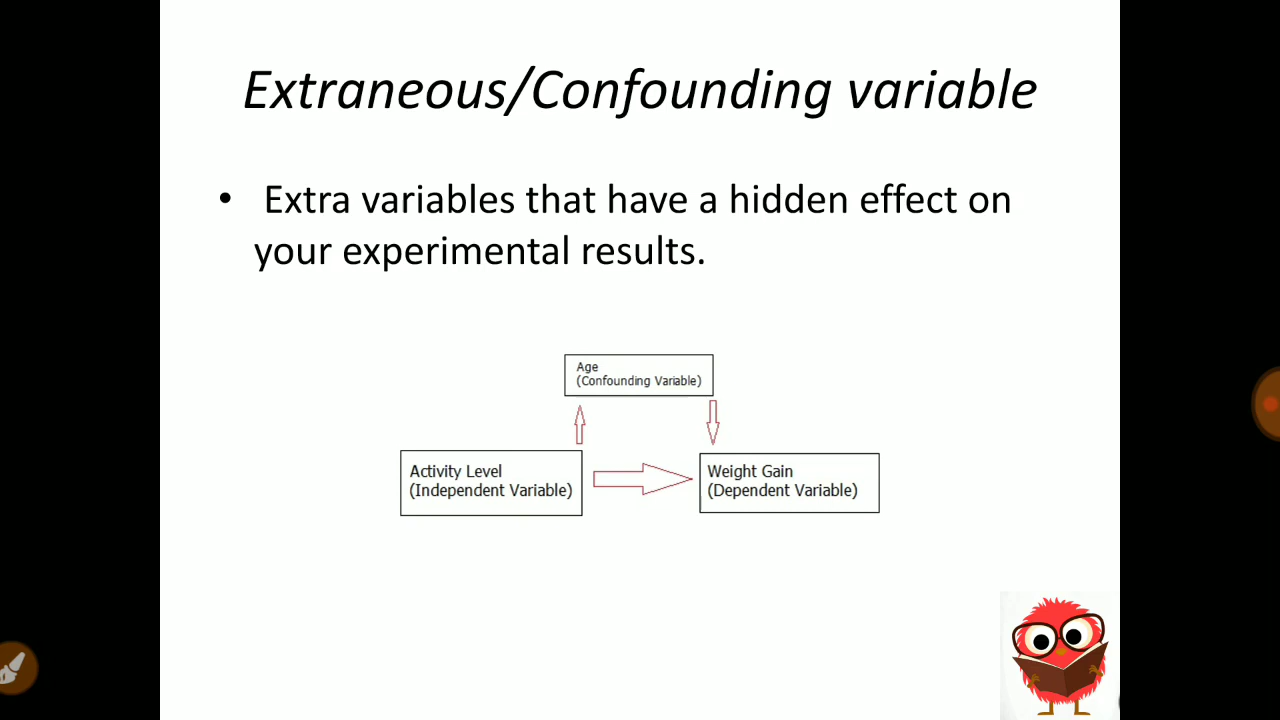 Extraneous/Confounding variable
• Extra variables that have a hidden effect on
your experimental results.
Age
(Confounding Variable)
Activity Level
(Independent Variable)
Weight Gain
(Dependent Variable)